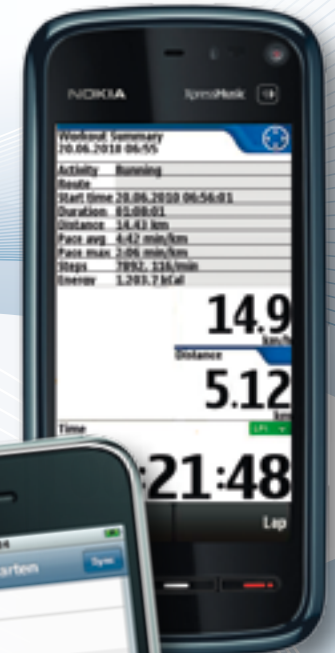 NOKIA XpressMusic
Workout Summary
20.06.2010 06:55
Activity Running
Route
Start time 20.06.2010 06:56:01
Duration 01:08:01
Distance 14.43 km
Pace avg 4:42 min/km
Pace max 2:06 min/km
Steps 7892, 116/min
Energy 1.203,7 kCal
14.9
km/h
Distance
5.12
km
Time
:21:48
Lap
arten Sync